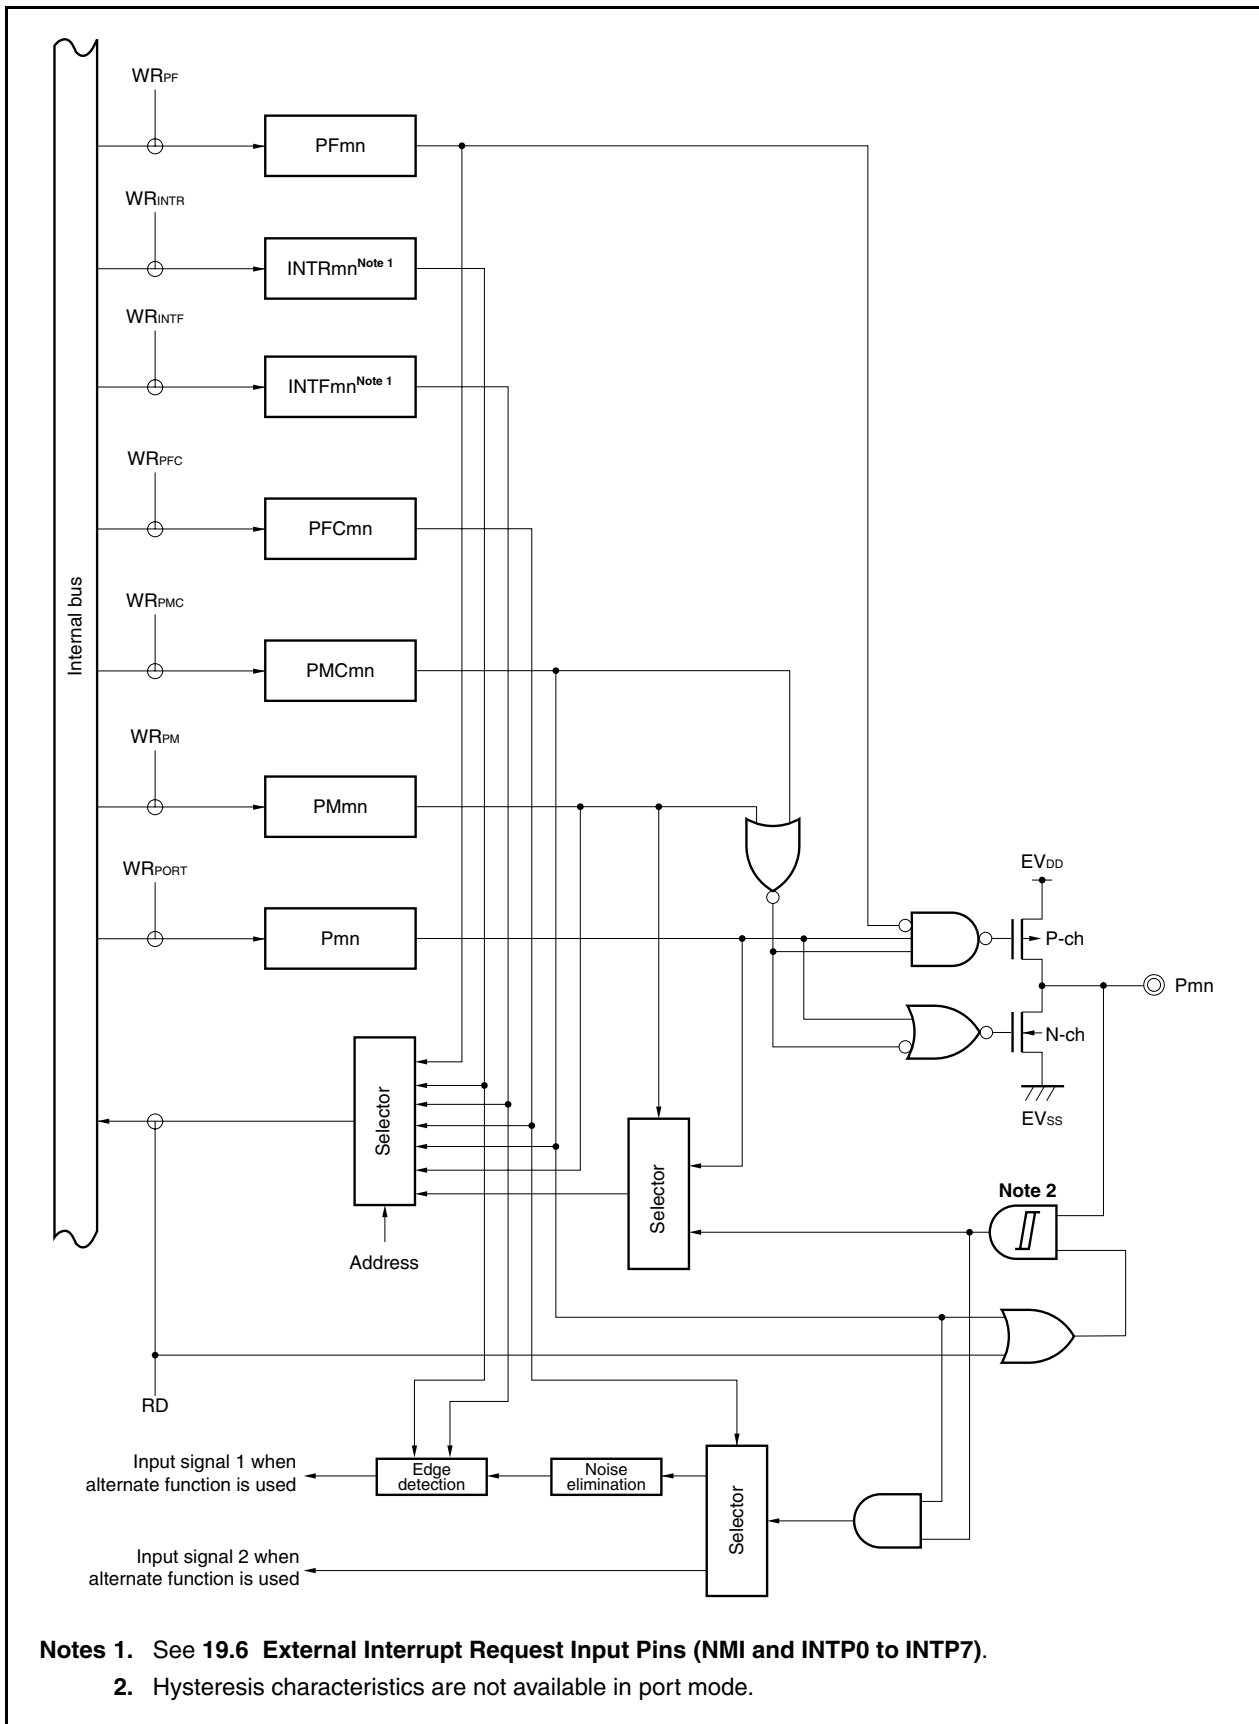 WRPF
PFmn
WRINTR
INTRmnNote 1
WRINTF
INTFmnNote 1
WRPFC
PFCmn
Internal bus
WRPMC
PMCmn
WRPM
PMmn
WRPORT
Pmn
EVDD
P-ch
Pmn
N-ch
EVSS
Selector
Selector
Note 2
Address
RD
Input signal 1 when
alternate function is used
Edge
detection
Noise
elimination
Selector
Input signal 2 when
alternate function is used
Notes 1. See 19.6 External Interrupt Request Input Pins (NMI and INTP0 to INTP7).
2. Hysteresis characteristics are not available in port mode.